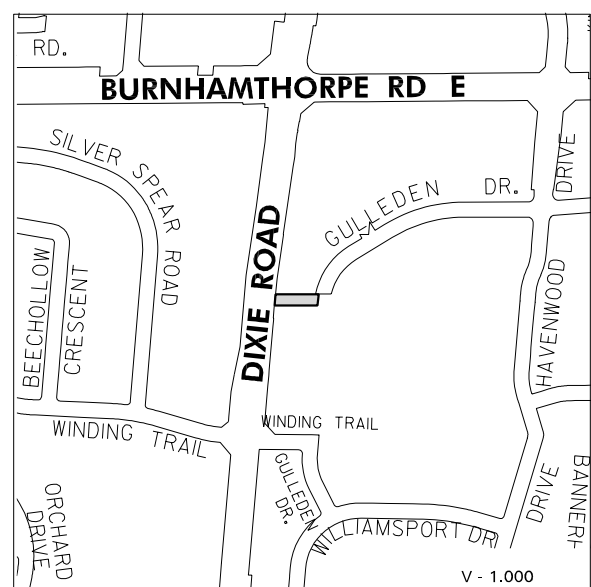 RD.
BURNHAMTHORPE RD E
SILVER SPEAR ROAD
GULLEDEN DR.
DRIVE
DIXIE ROAD
BEECHOLLOW
CRESCENT
HAVENWOOD
WINDING TRAIL
WINDING TRAIL
GULLEDEN
DR.
WILLIAMSPORT DR
DRIVE
BANNER
ORCHARD
DRIVE
V - 1.000